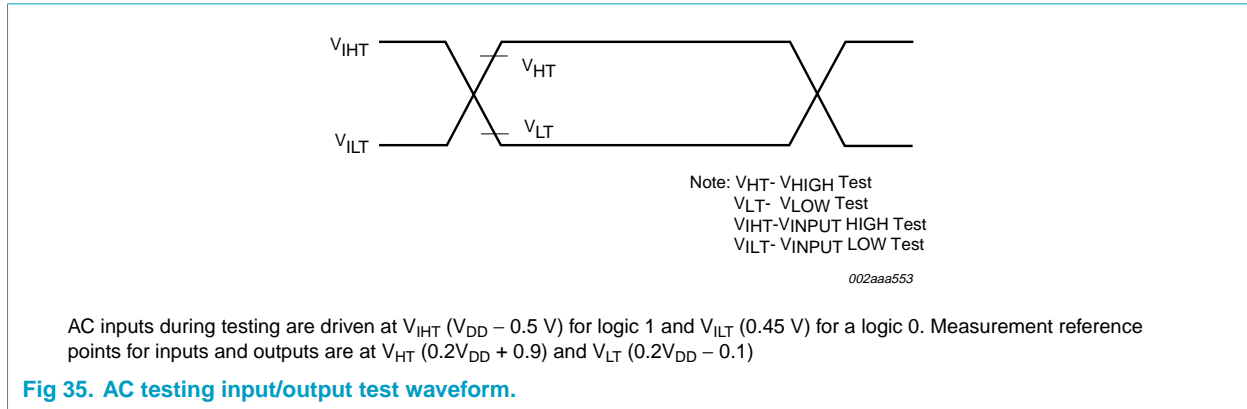 VIHT
VHT
VLT
VILT
Note: VHT- VHIGH Test
VLT- VLOW Test
VIHT-VINPUT HIGH Test
VILT- VINPUT LOW Test
002aaa553
AC inputs during testing are driven at VIHT (VDD − 0.5 V) for logic 1 and VILT (0.45 V) for a logic 0. Measurement reference
points for inputs and outputs are at VHT (0.2VDD + 0.9) and VLT (0.2VDD − 0.1)
Fig 35. AC testing input/output test waveform.